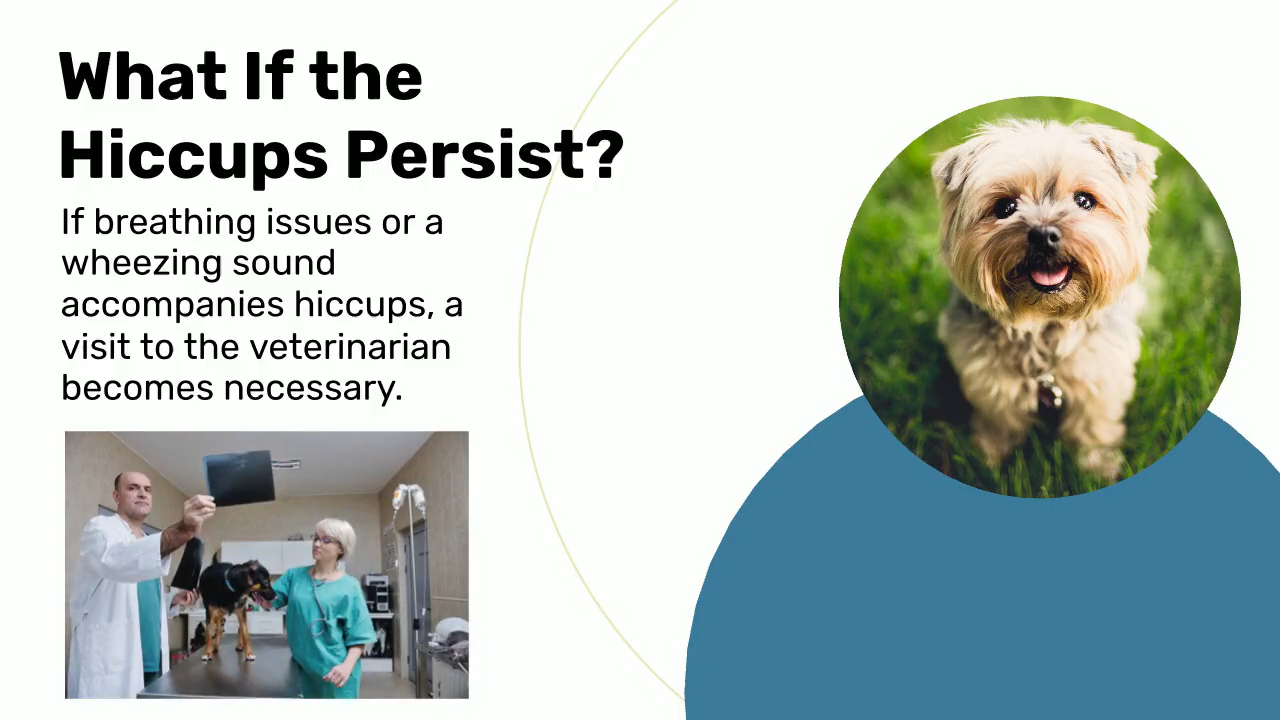 What If the
Hiccups Persist?
If breathing issues or a
wheezing sound
accompanies hiccups, a
visit to the veterinarian
becomes necessary.